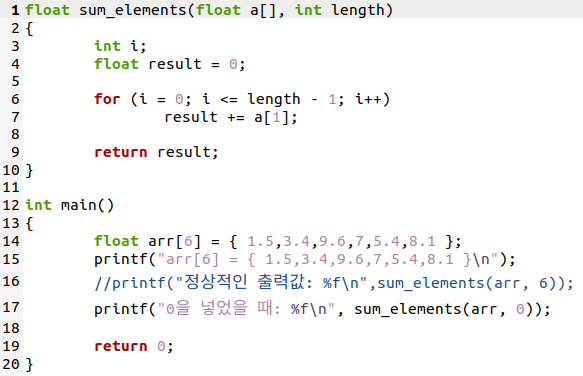 1 float sum_elements(float a[], int length)
2 {
3 int i;
4 float result = 0;
5
6 for (i = 0; i <= length - 1; i++)
7 result += a[1];
8
9 return result;
10 }
11
12 int main()
13 {
14 float arr[6] = { 1.5,3.4,9.6,7,5.4,8.1 };
15 printf("arr[6] = { 1.5,3.4,9.6,7,5.4,8.1 }\n");
16 //printf("정상적인 출력값: %f\n",sum_elements(arr, 6));
17 printf("0을 넣었을 때: %f\n", sum_elements(arr, 0));
18
19 return 0;
20 }